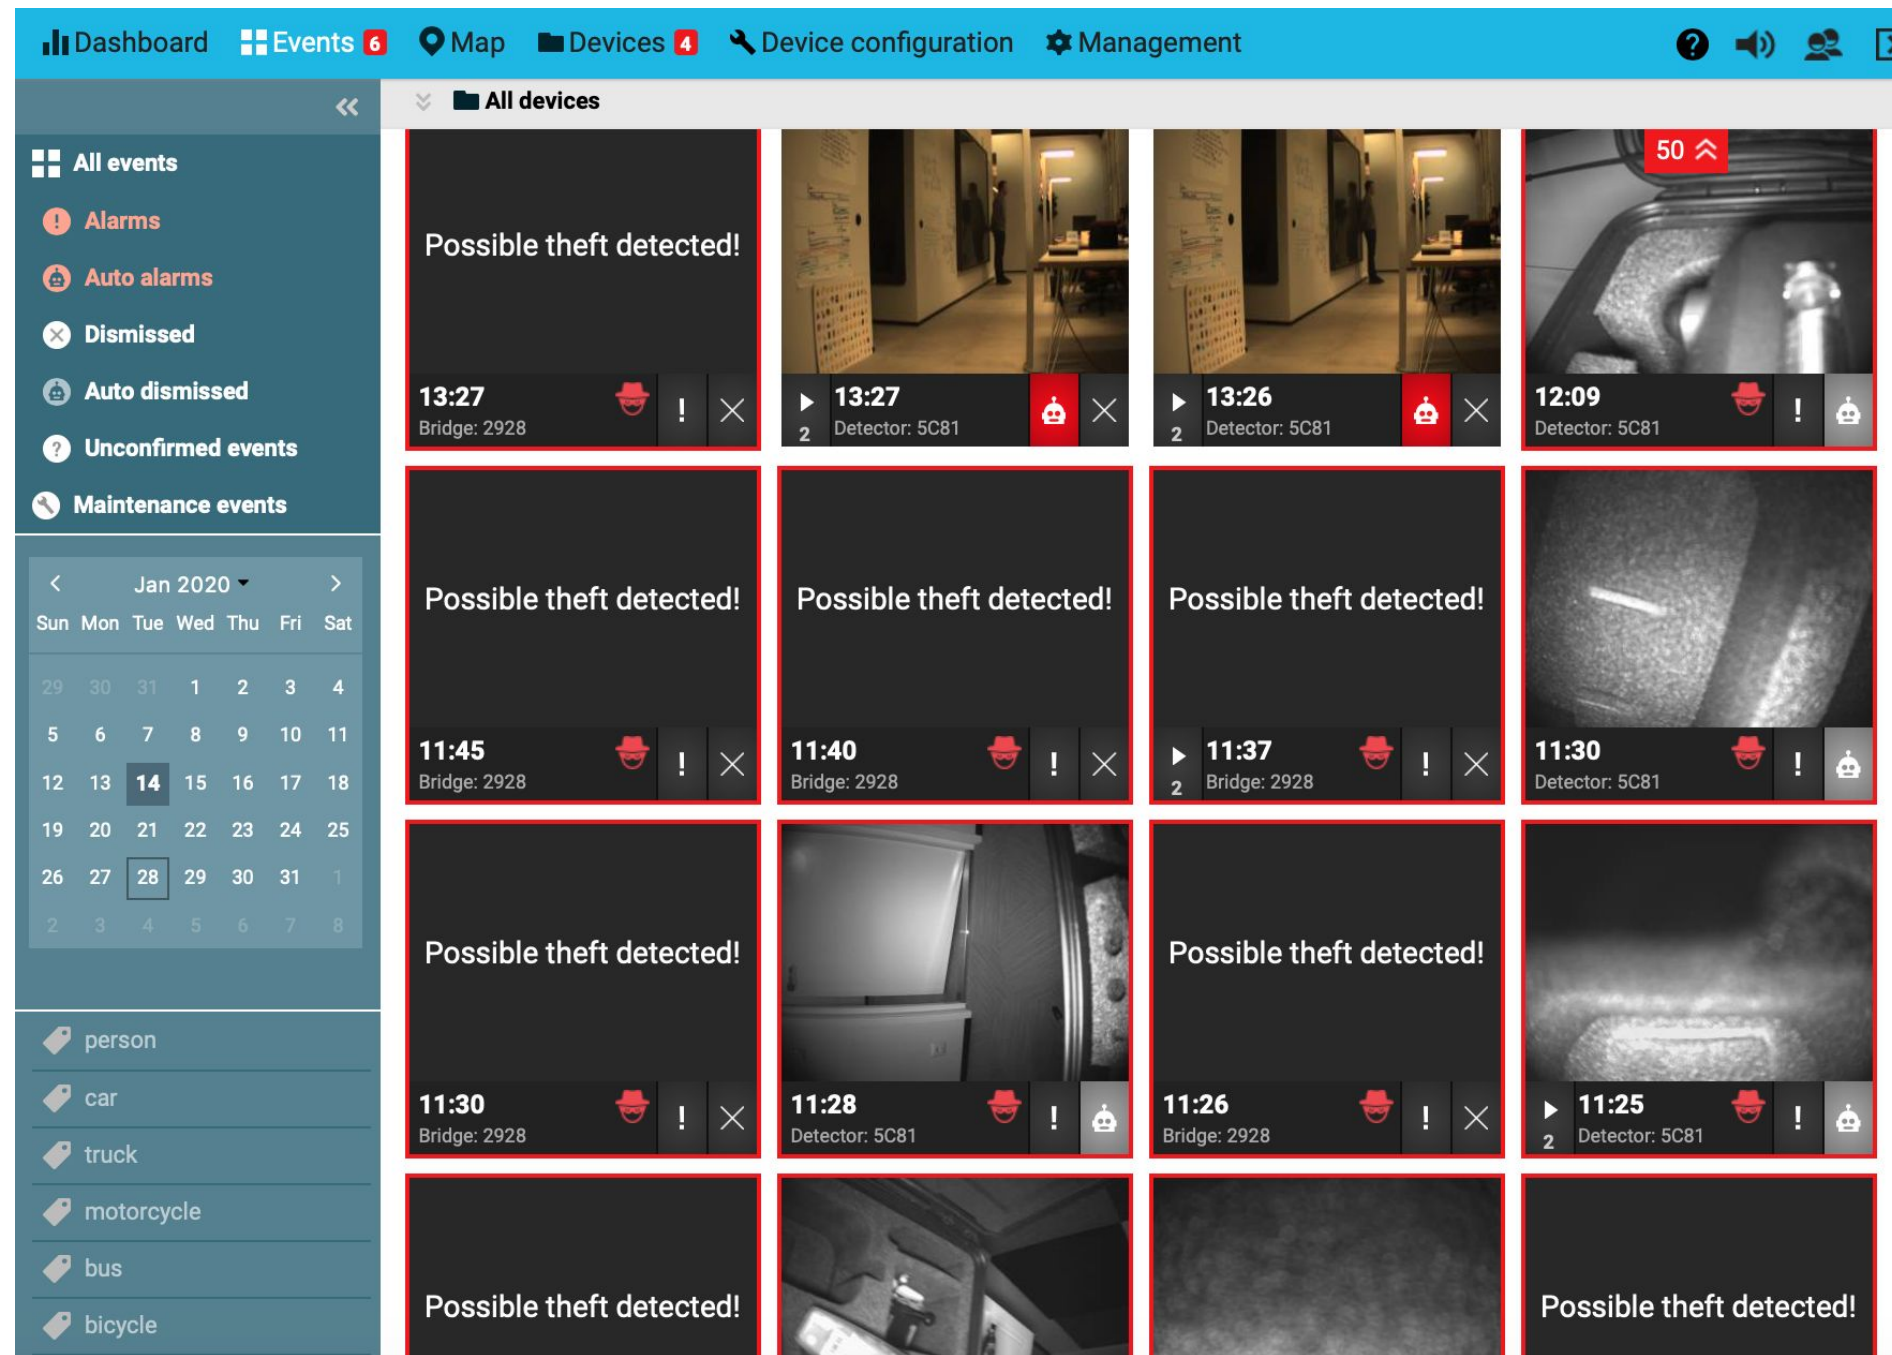 Dashboard Events 6 Map Devices 4 Device configuration Management
All devices
All events
Alarms
Auto alarms
Dismissed
Auto dismissed
Unconfirmed events
Maintenance events
Jan 2020
Sun Mon Tue Wed Thu Fri Sat
29 30 31 1 2 3 4
5 6 7 8 9 10 11
12 13 14 15 16 17 18
19 20 21 22 23 24 25
26 27 28 29 30 31 1
2 3 4 5 6 7 8
person
car
truck
motorcycle
bus
bicycle
50
Possible theft detected!
13:27
Bridge: 2928
13:27
2 Detector: 5C81
13:26
2 Detector: 5C81
12:09
Detector: 5C81
Possible theft detected!
11:45
Bridge: 2928
Possible theft detected!
11:40
Bridge: 2928
Possible theft detected!
11:37
2 Bridge: 2928
11:30
Detector: 5C81
Possible theft detected!
11:30
Bridge: 2928
11:28
Detector: 5C81
Possible theft detected!
11:26
Bridge: 2928
11:25
2 Detector: 5C81
Possible theft detected!
Possible theft detected!